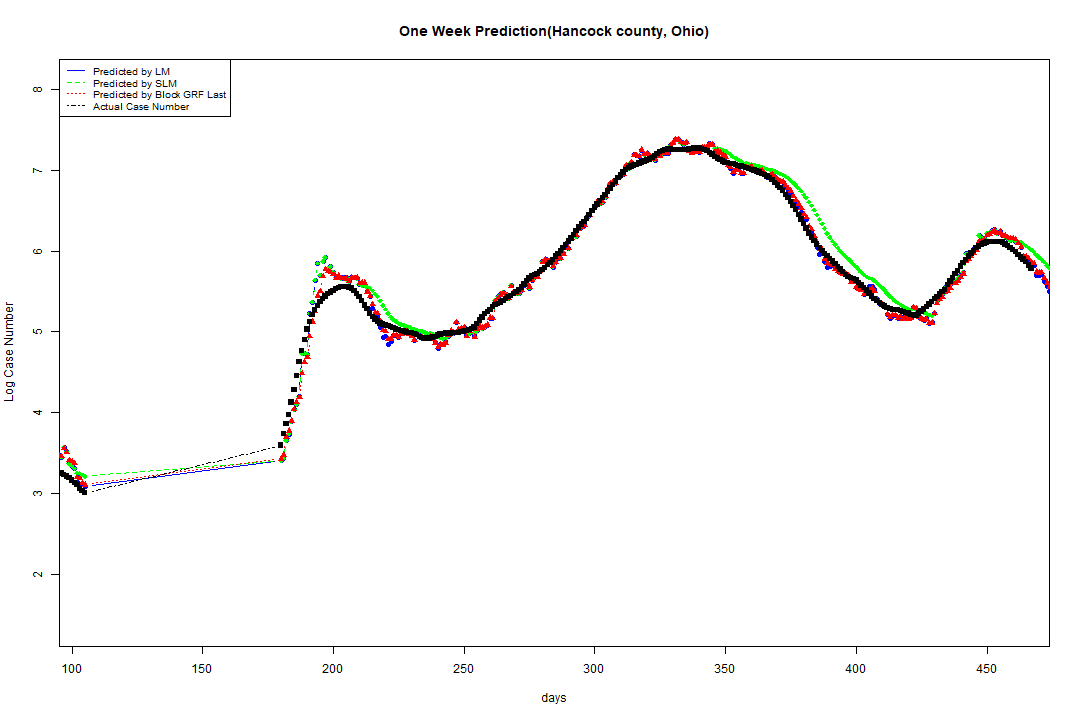 One Week Prediction(Hancock county, Ohio)
Predicted by LM
Predicted by SLM
Predicted by Block GRF Last
Actual Case Number
Log Case Number
8
7
6
5
4
3
2
100 150 200 250 300 350 400 450
days